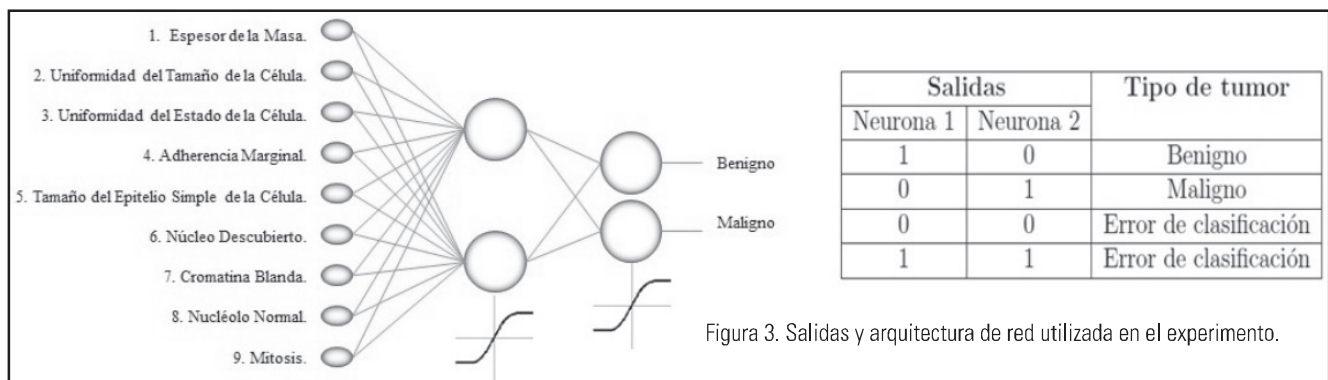 1. Espesor de la Masa.
2. Uniformidad del Tamaño de la Célula.
3. Uniformidad del Estado de la Célula.
4. Adherencia Marginal.
5. Tamaño del Epitelio Simple de la Célula.
6. Núcleo Descubierto.
7. Cromatina Blanda.
8. Nucléolo Normal.
9. Mitosis.
Benigno
Maligno
Salidas Tipo de tumor
Neurona 1 Neurona 2
1 0 Benigno
0 1 Maligno
0 0 Error de clasificación
1 1 Error de clasificación
Figura 3. Salidas y arquitectura de red utilizada en el experimento.